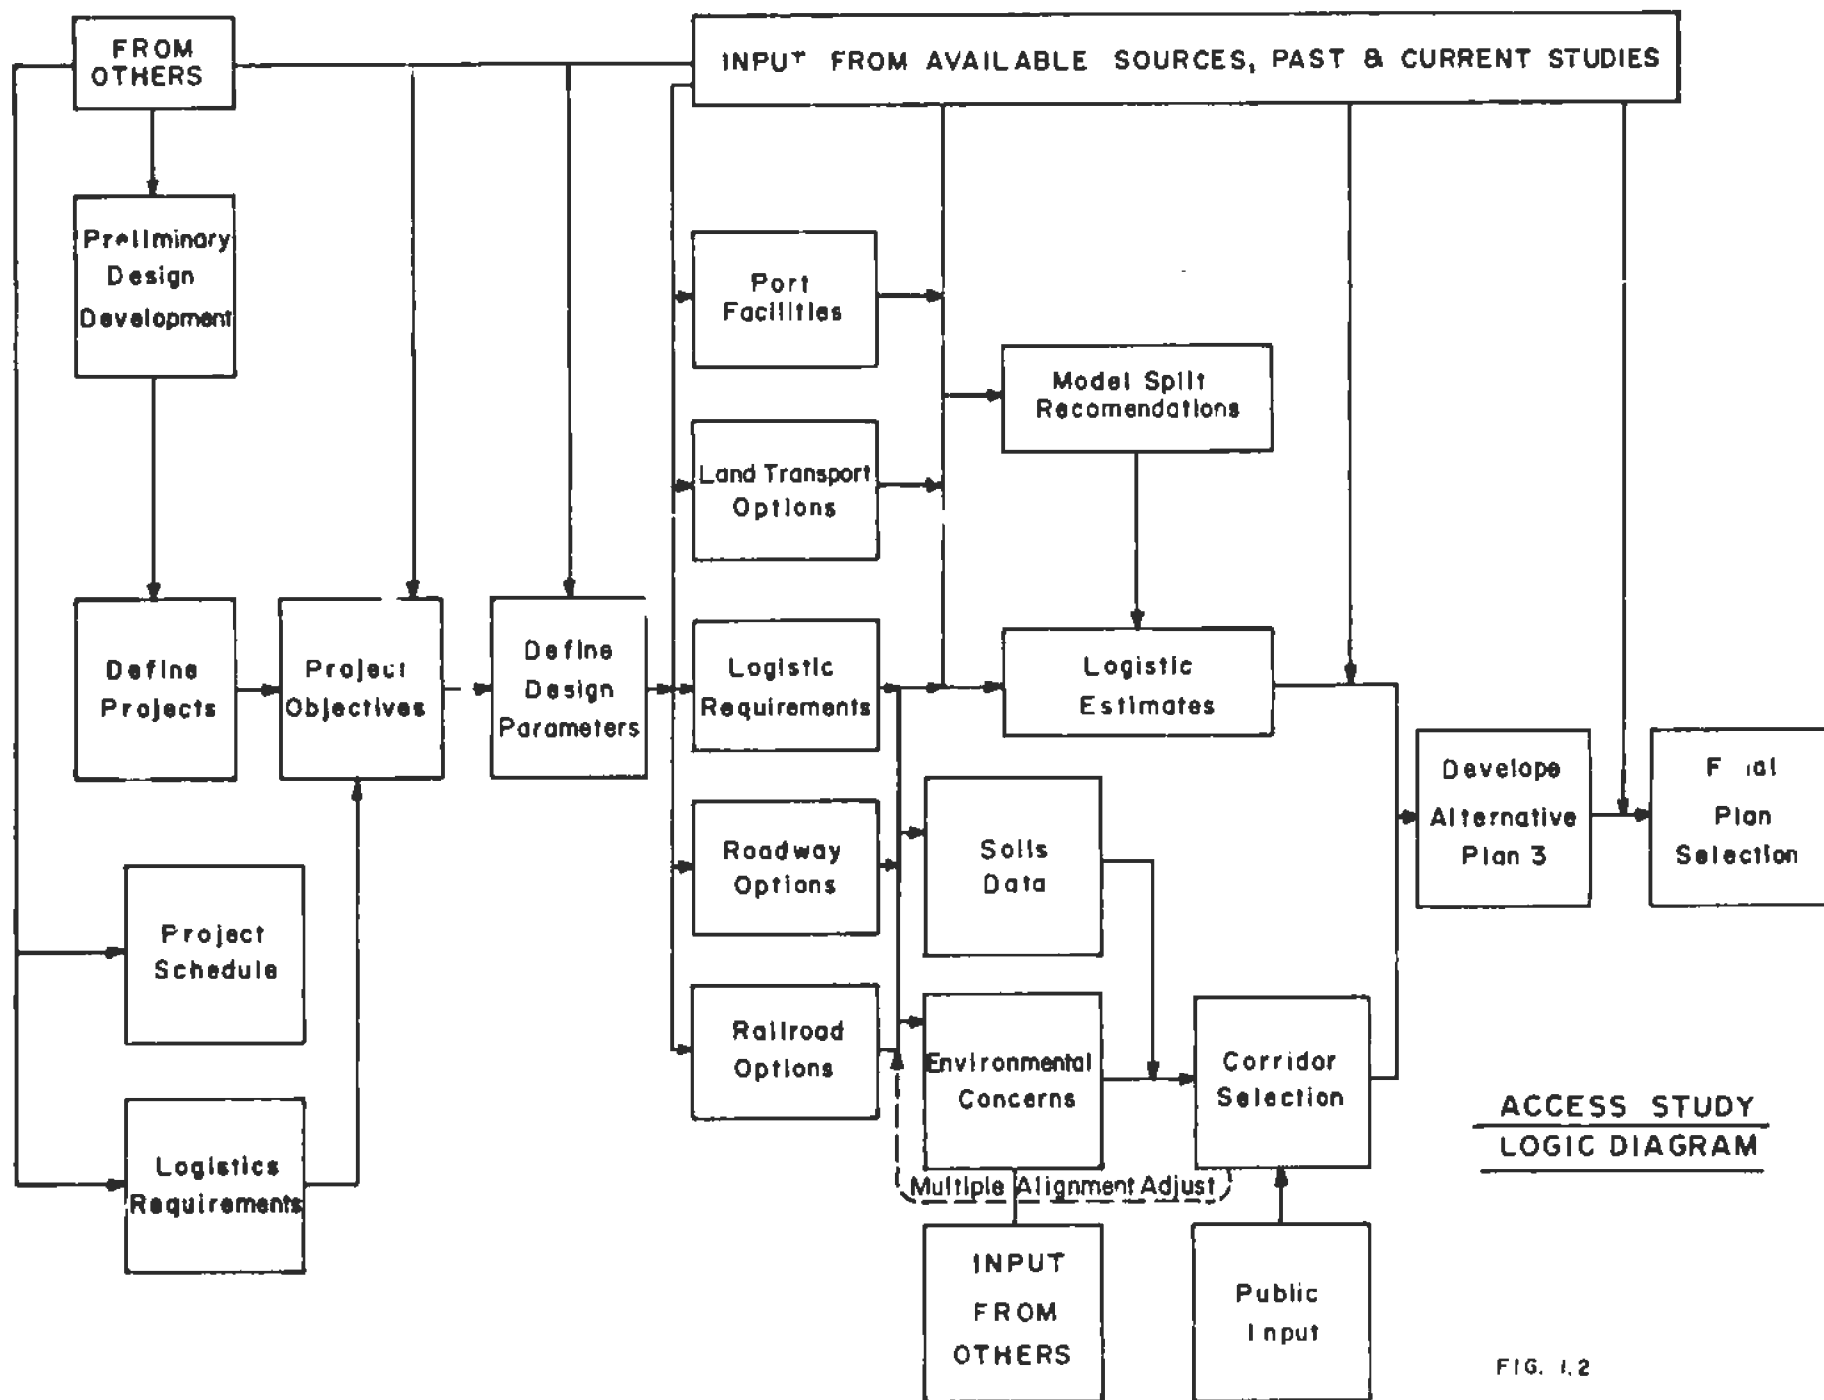 FROM
OTHERS
INPUT FROM AVAILABLE SOURCES, PAST & CURRENT STUDIES
Preliminary
Design
Development
Port
Facilities
Model Split
Recomendations
Land Transport
Options
Define
Projects
Project
Objectives
Define
Design
Parameters
Logistic
Requirements
Logistic
Estimates
Roadway
Options
Soils
Data
Develope
Alternative
Plan 3
Plan
Selection
Project
Schedule
Railroad
Options
Environmental
Concerns
Corridor
Selection
Logistics
Requirements
Multiple Alignment Adjust
INPUT
FROM
OTHERS
Public
Input
ACCESS STUDY
LOGIC DIAGRAM
FIG. 1.2